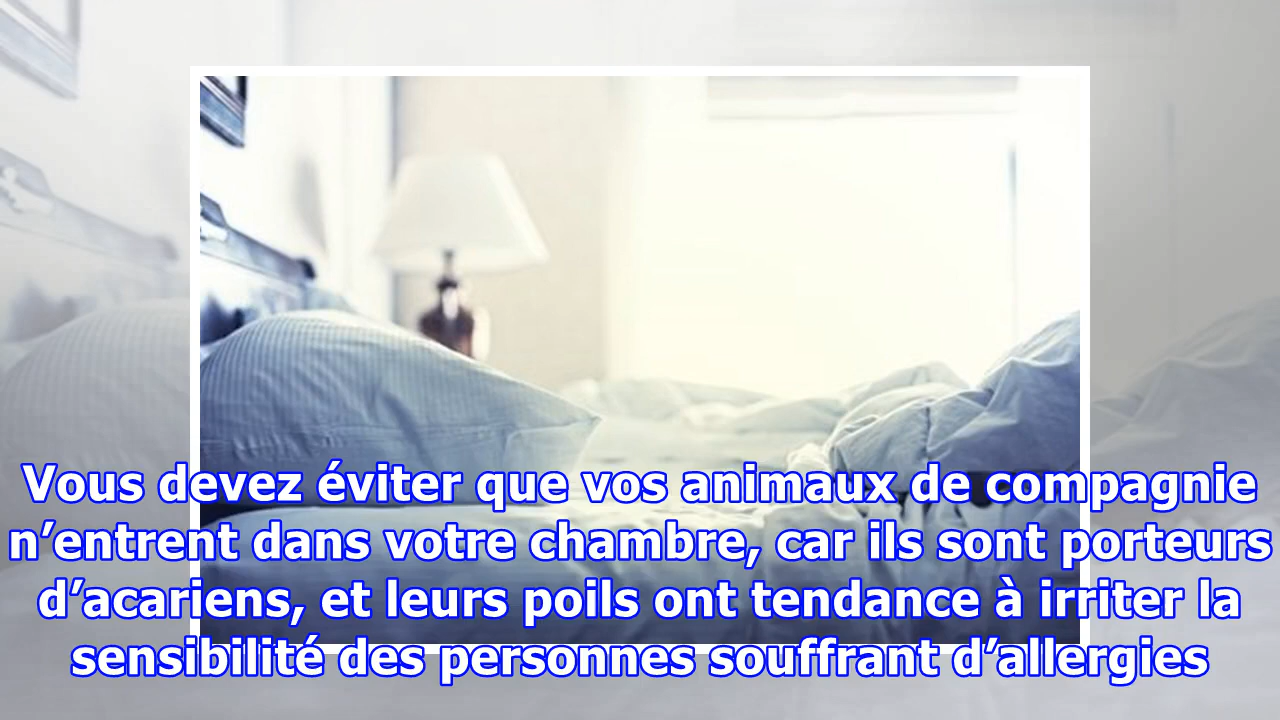 Vous devez éviter que vos animaux de compagnie
n’entrent dans votre chambre, car ils sont porteurs
d’acariens, et leurs poils ont tendance à irriter la
sensibilité des personnes souffrant d’allergies